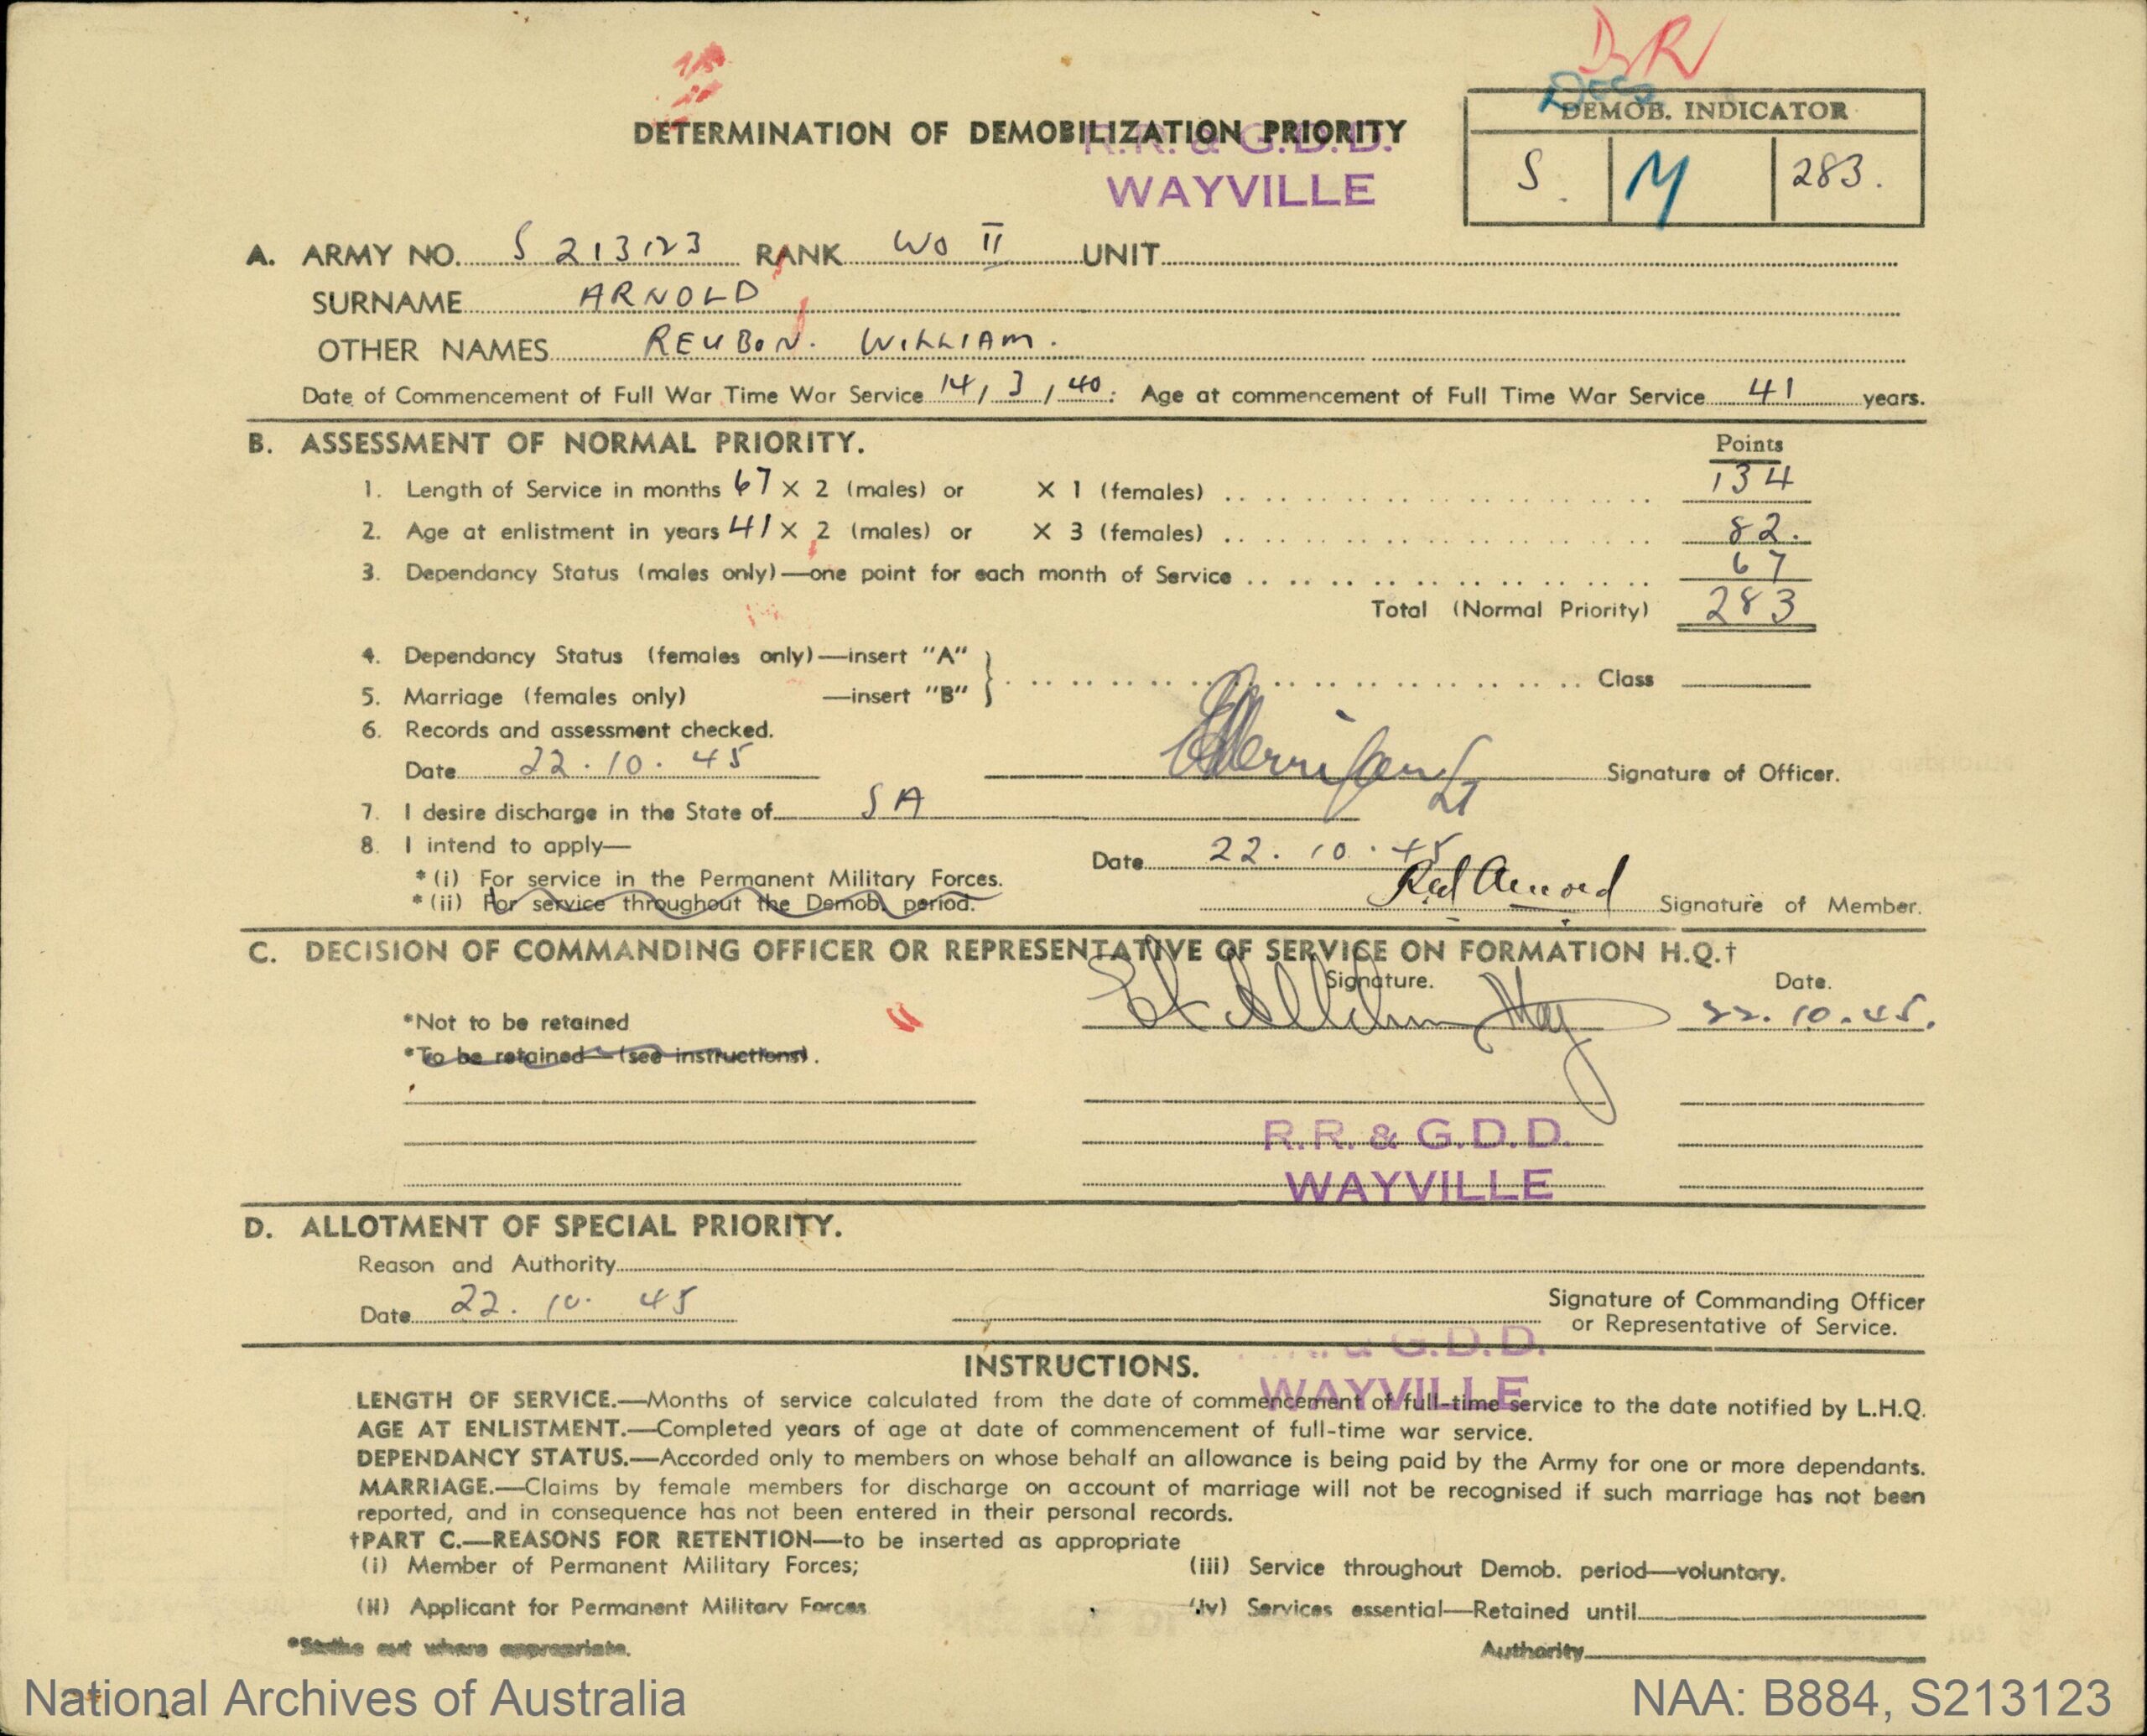 DR
Docs
DETERMINATION OF DEMOBILIZATION PRIORITY
R.R. & G.D.D.
WAYVILLE
DEMOB. INDICATOR
S. M 283.
A. ARMY NO. S 213123 RANK WO II UNIT
SURNAME ARNOLD
OTHER NAMES REUBEN. WILLIAM.
Date of Commencement of Full War Time War Service 14/3/40: Age at commencement of Full Time War Service 41 years.
B. ASSESSMENT OF NORMAL PRIORITY. Points
1. Length of Service in months 67 × 2 (males) or × 1 (females) 134
2. Age at enlistment in years 41 × 2 (males) or × 3 (females) 82.
3. Dependancy Status (males only)—one point for each month of Service 67
Total (Normal Priority) 283
4. Dependancy Status (females only)—insert "A"
5. Marriage (females only) —insert "B" Class
6. Records and assessment checked.
Date 22.10.45 Lt Signature of Officer.
7. I desire discharge in the State of SA
8. I intend to apply— Date 22.10.45
*(i) For service in the Permanent Military Forces.
*(ii) For service throughout the Demob. period. Arnold Signature of Member.
C. DECISION OF COMMANDING OFFICER OR REPRESENTATIVE OF SERVICE ON FORMATION H.Q.†
Signature. Date.
*Not to be retained 22.10.45.
*To be retained—(see instructions).
R.R. & G.D.D.
WAYVILLE
D. ALLOTMENT OF SPECIAL PRIORITY.
Reason and Authority
Date 22.10.45 Signature of Commanding Officer
or Representative of Service.
G.D.D.
WAYVILLE
INSTRUCTIONS.
LENGTH OF SERVICE.—Months of service calculated from the date of commencement of full-time service to the date notified by L.H.Q.
AGE AT ENLISTMENT.—Completed years of age at date of commencement of full-time war service.
DEPENDANCY STATUS.—Accorded only to members on whose behalf an allowance is being paid by the Army for one or more dependants.
MARRIAGE.—Claims by female members for discharge on account of marriage will not be recognised if such marriage has not been
reported, and in consequence has not been entered in their personal records.
†PART C.—REASONS FOR RETENTION—to be inserted as appropriate
(i) Member of Permanent Military Forces; (iii) Service throughout Demob. period—voluntary.
(ii) Applicant for Permanent Military Forces (iv) Services essential—Retained until
*Strike out where appropriate. Authority
National Archives of Australia NAA: B884, S213123